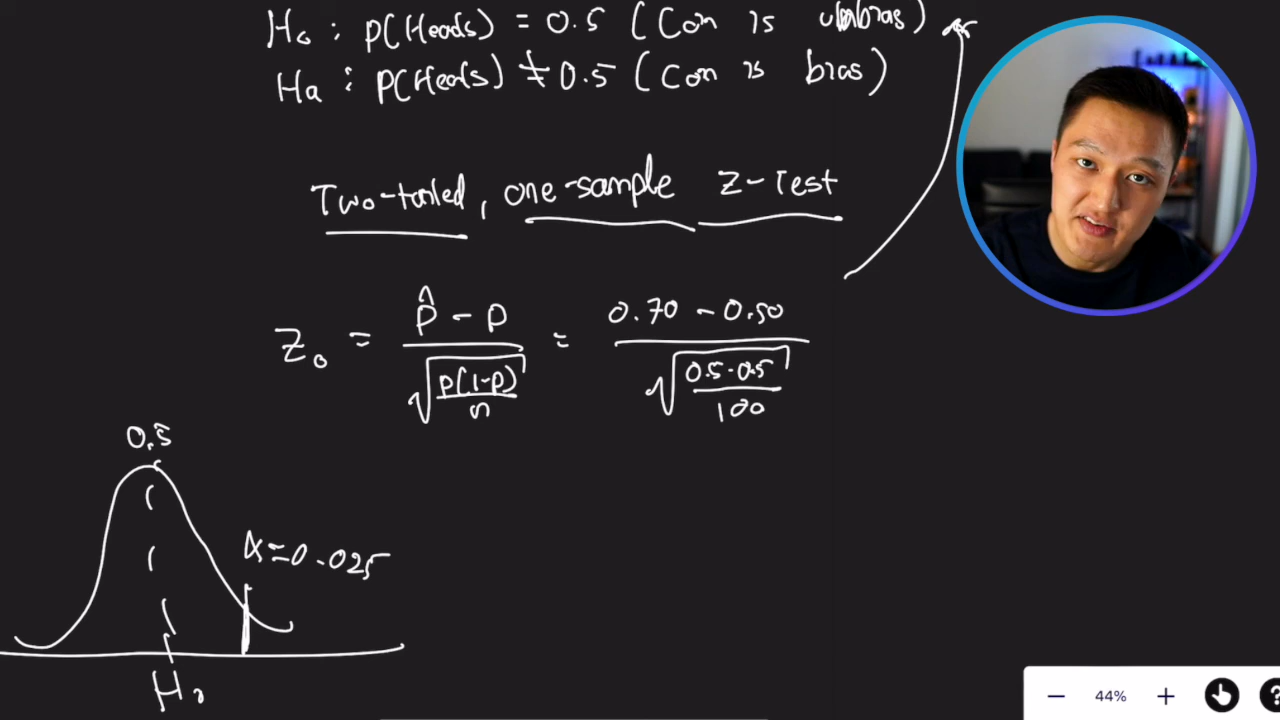 Ho : P(Heads) = 0.5 (Coin is unbias)
Ha : P(Heads) ≠ 0.5 (Coin is bias)
Two-tailed, one-sample Z-Test
Z₀ = (p̂ - p) / √(p(1-p)/n) = (0.70 - 0.50) / √(0.5·0.5/100)
0.5
α=0.025
H₀
44%
?